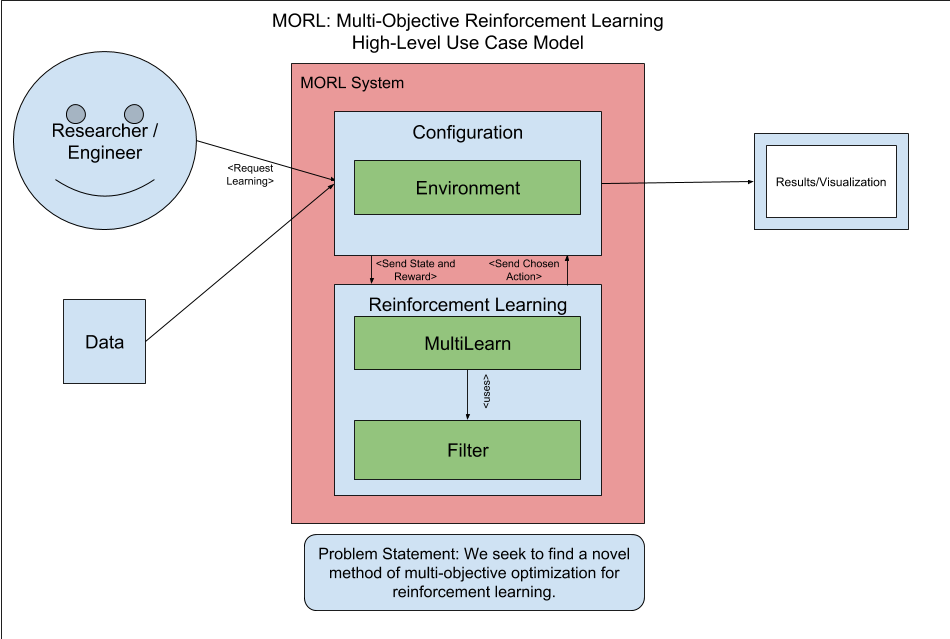 MORL: Multi-Objective Reinforcement Learning
High-Level Use Case Model
MORL System
Researcher /
Engineer
Configuration
Environment
<Request
Learning>
Results/Visualization
<Send State and
Reward>
<Send Chosen
Action>
Reinforcement Learning
Data
MultiLearn
<uses>
Filter
Problem Statement: We seek to find a novel
method of multi-objective optimization for
reinforcement learning.